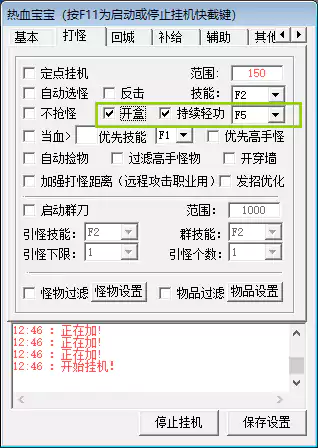 热血宝宝（按F11为启动或停止挂机快截键）
基本 打怪 回城 补给 辅助 其他
定点挂机 范围: 150
自动选怪 反击 技能: F2
不抢怪 开盒 持续轻功 F5
当血> 优先技能 F1 优先高手怪
自动捡物 过滤高手怪物 开穿墙
加强打怪距离（远程攻击职业用） 发招优化
启动群刀 范围: 1000
引怪技能: F2 群技能: F2
引怪下限: 1 引怪个数: 1
怪物过滤 怪物设置 物品过滤 物品设置
12:46 : 正在加!
12:46 : 正在加!
12:46 : 正在加!
12:46 : 开始挂机!
停止挂机 保存设置